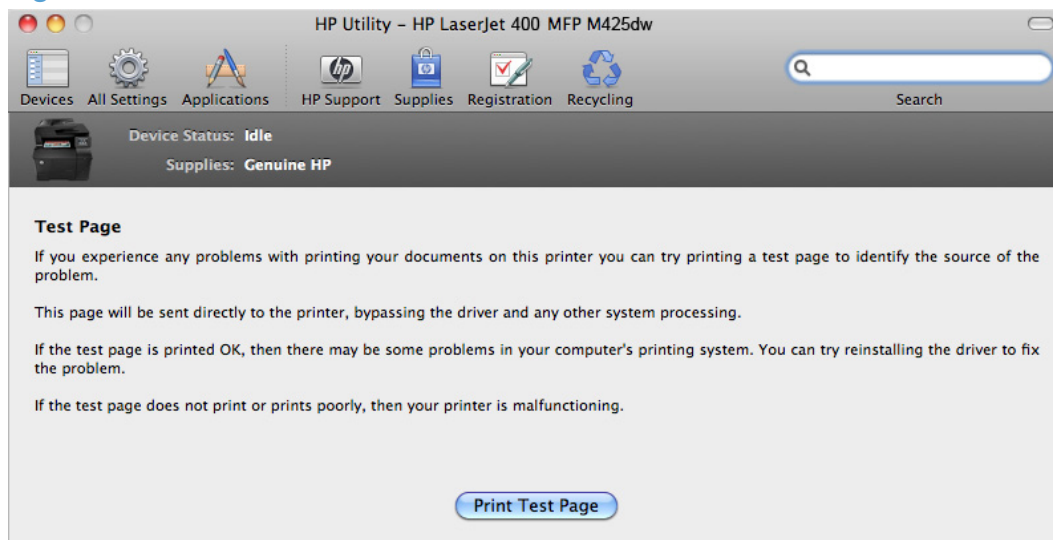 HP Utility – HP LaserJet 400 MFP M425dw
Devices All Settings Applications HP Support Supplies Registration Recycling Search
Device Status: Idle
Supplies: Genuine HP
Test Page
If you experience any problems with printing your documents on this printer you can try printing a test page to identify the source of the
problem.
This page will be sent directly to the printer, bypassing the driver and any other system processing.
If the test page is printed OK, then there may be some problems in your computer's printing system. You can try reinstalling the driver to fix
the problem.
If the test page does not print or prints poorly, then your printer is malfunctioning.
Print Test Page